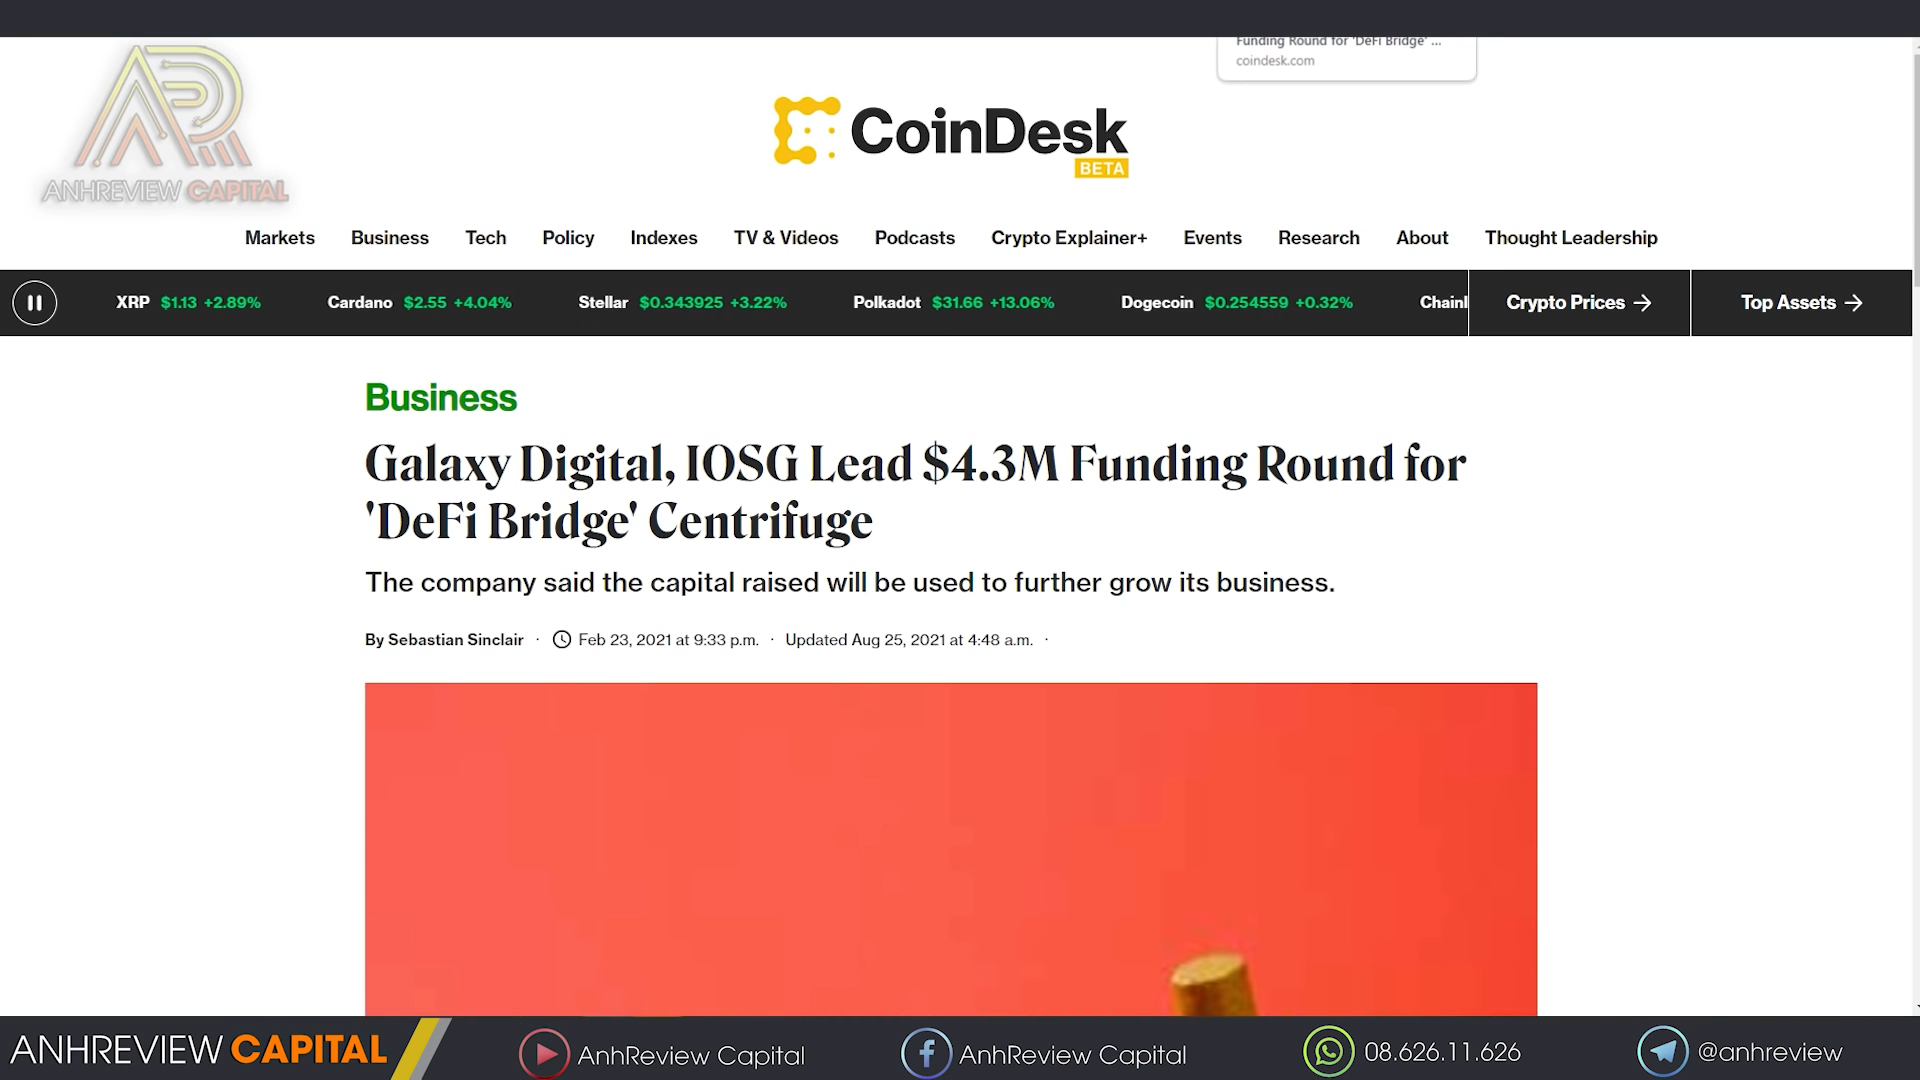 Funding Round for 'DeFi Bridge' ...
coindesk.com
ANHREVIEW CAPITAL
CoinDesk
BETA
Markets Business Tech Policy Indexes TV & Videos Podcasts Crypto Explainer+ Events Research About Thought Leadership
XRP $1.13 +2.89% Cardano $2.55 +4.04% Stellar $0.343925 +3.22% Polkadot $31.66 +13.06% Dogecoin $0.254559 +0.32% Chainl Crypto Prices → Top Assets →
Business
Galaxy Digital, IOSG Lead $4.3M Funding Round for
'DeFi Bridge' Centrifuge
The company said the capital raised will be used to further grow its business.
By Sebastian Sinclair · Feb 23, 2021 at 9:33 p.m. · Updated Aug 25, 2021 at 4:48 a.m. ·
ANHREVIEW CAPITAL AnhReview Capital AnhReview Capital 08.626.11.626 @anhreview